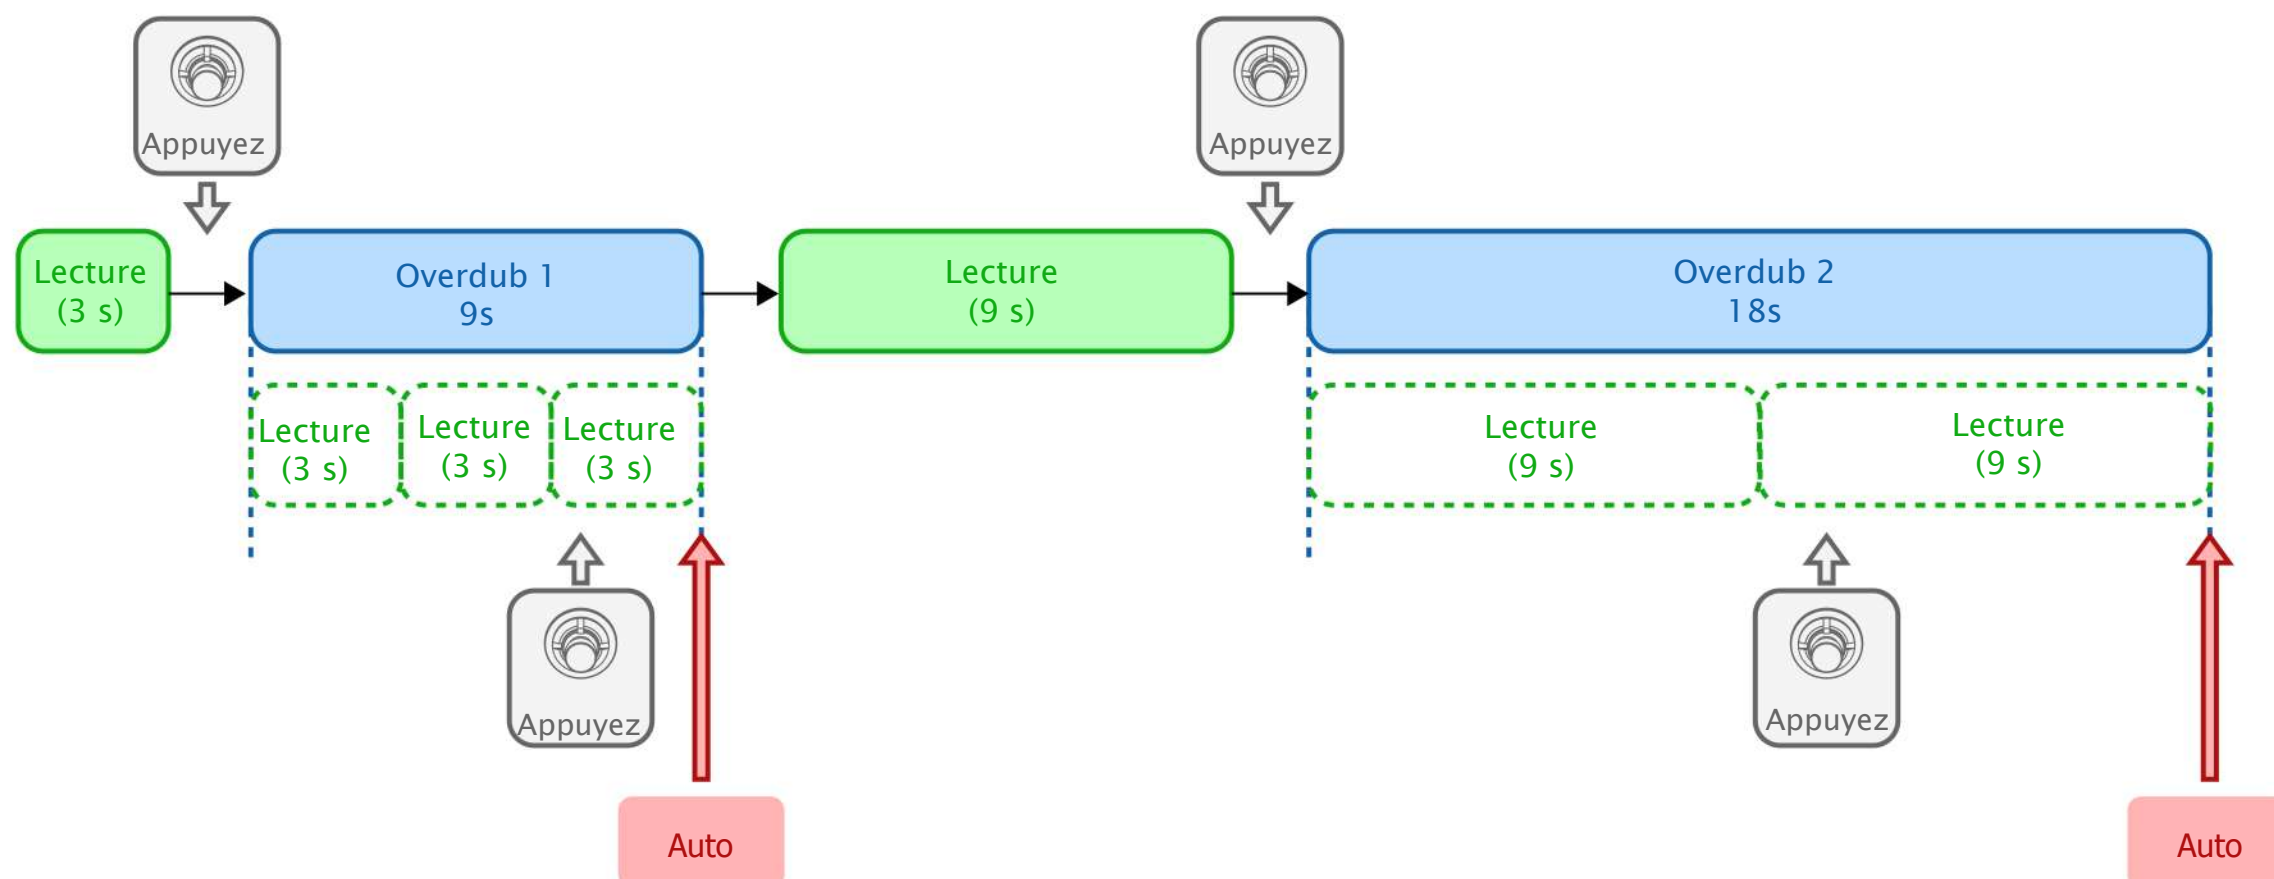 Appuyez
Appuyez
Lecture
(3 s)
Overdub 1
9s
Lecture
(9 s)
Overdub 2
18s
Lecture
(3 s)
Lecture
(3 s)
Lecture
(3 s)
Lecture
(9 s)
Lecture
(9 s)
Appuyez
Appuyez
Auto
Auto